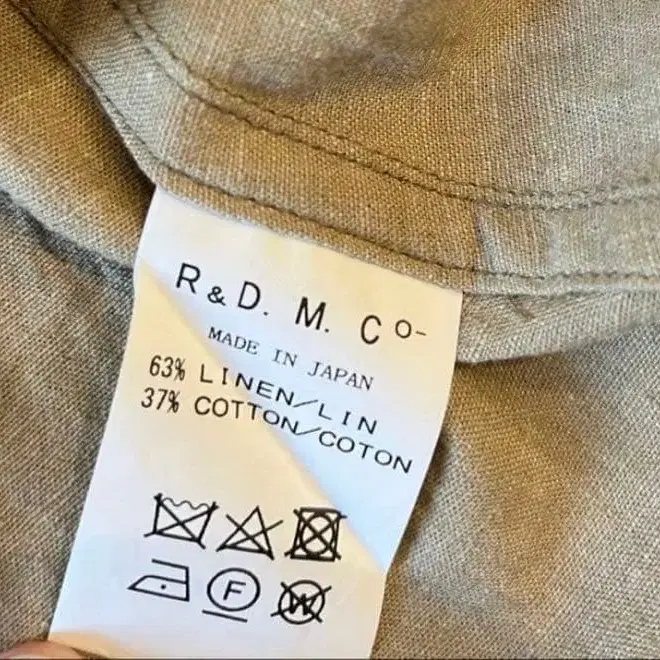 R & D. M. Co-
MADE IN JAPAN
63% LINEN/LIN
37% COTTON/COTON
F
W